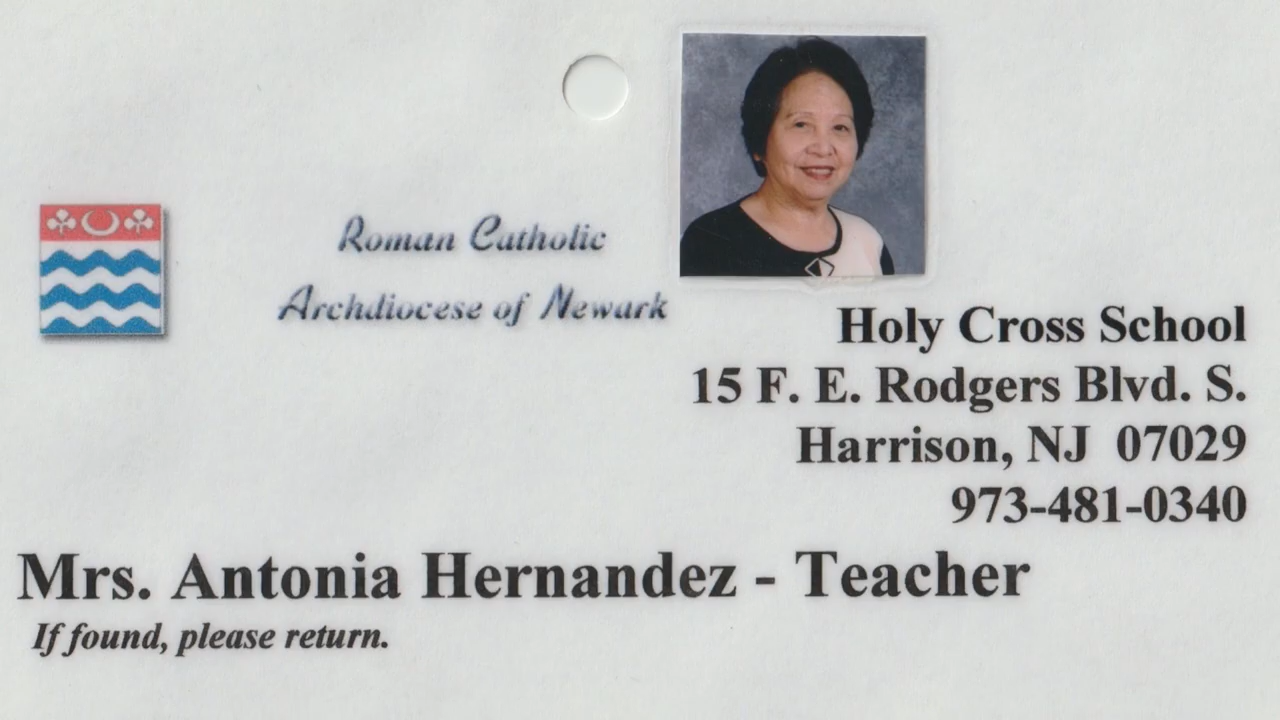 Roman Catholic
Archdiocese of Newark
Holy Cross School
15 F. E. Rodgers Blvd. S.
Harrison, NJ 07029
973-481-0340
Mrs. Antonia Hernandez - Teacher
If found, please return.